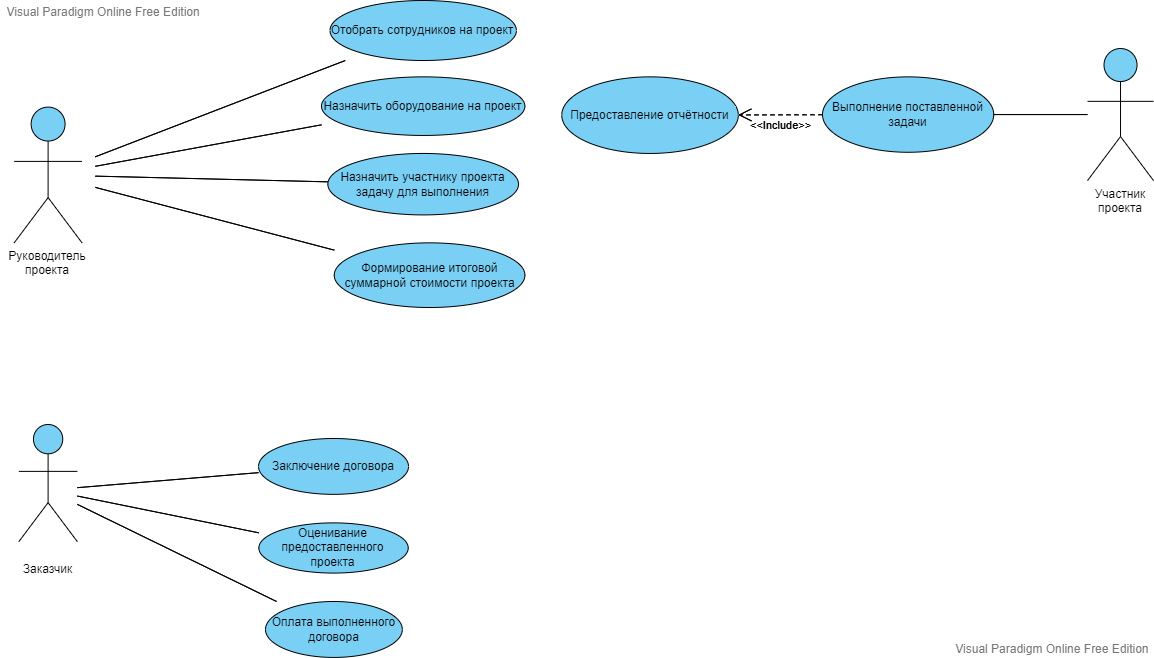 Visual Paradigm Online Free Edition
Отобрать сотрудников на проект
Назначить оборудование на проект
Назначить участнику проекта
задачу для выполнения
Формирование итоговой
суммарной стоимости проекта
Руководитель
проекта
Предоставление отчётности
<<Include>>
Выполнение поставленной
задачи
Участник
проекта
Заключение договора
Оценивание
предоставленного
проекта
Оплата выполненного
договора
Заказчик
Visual Paradigm Online Free Edition